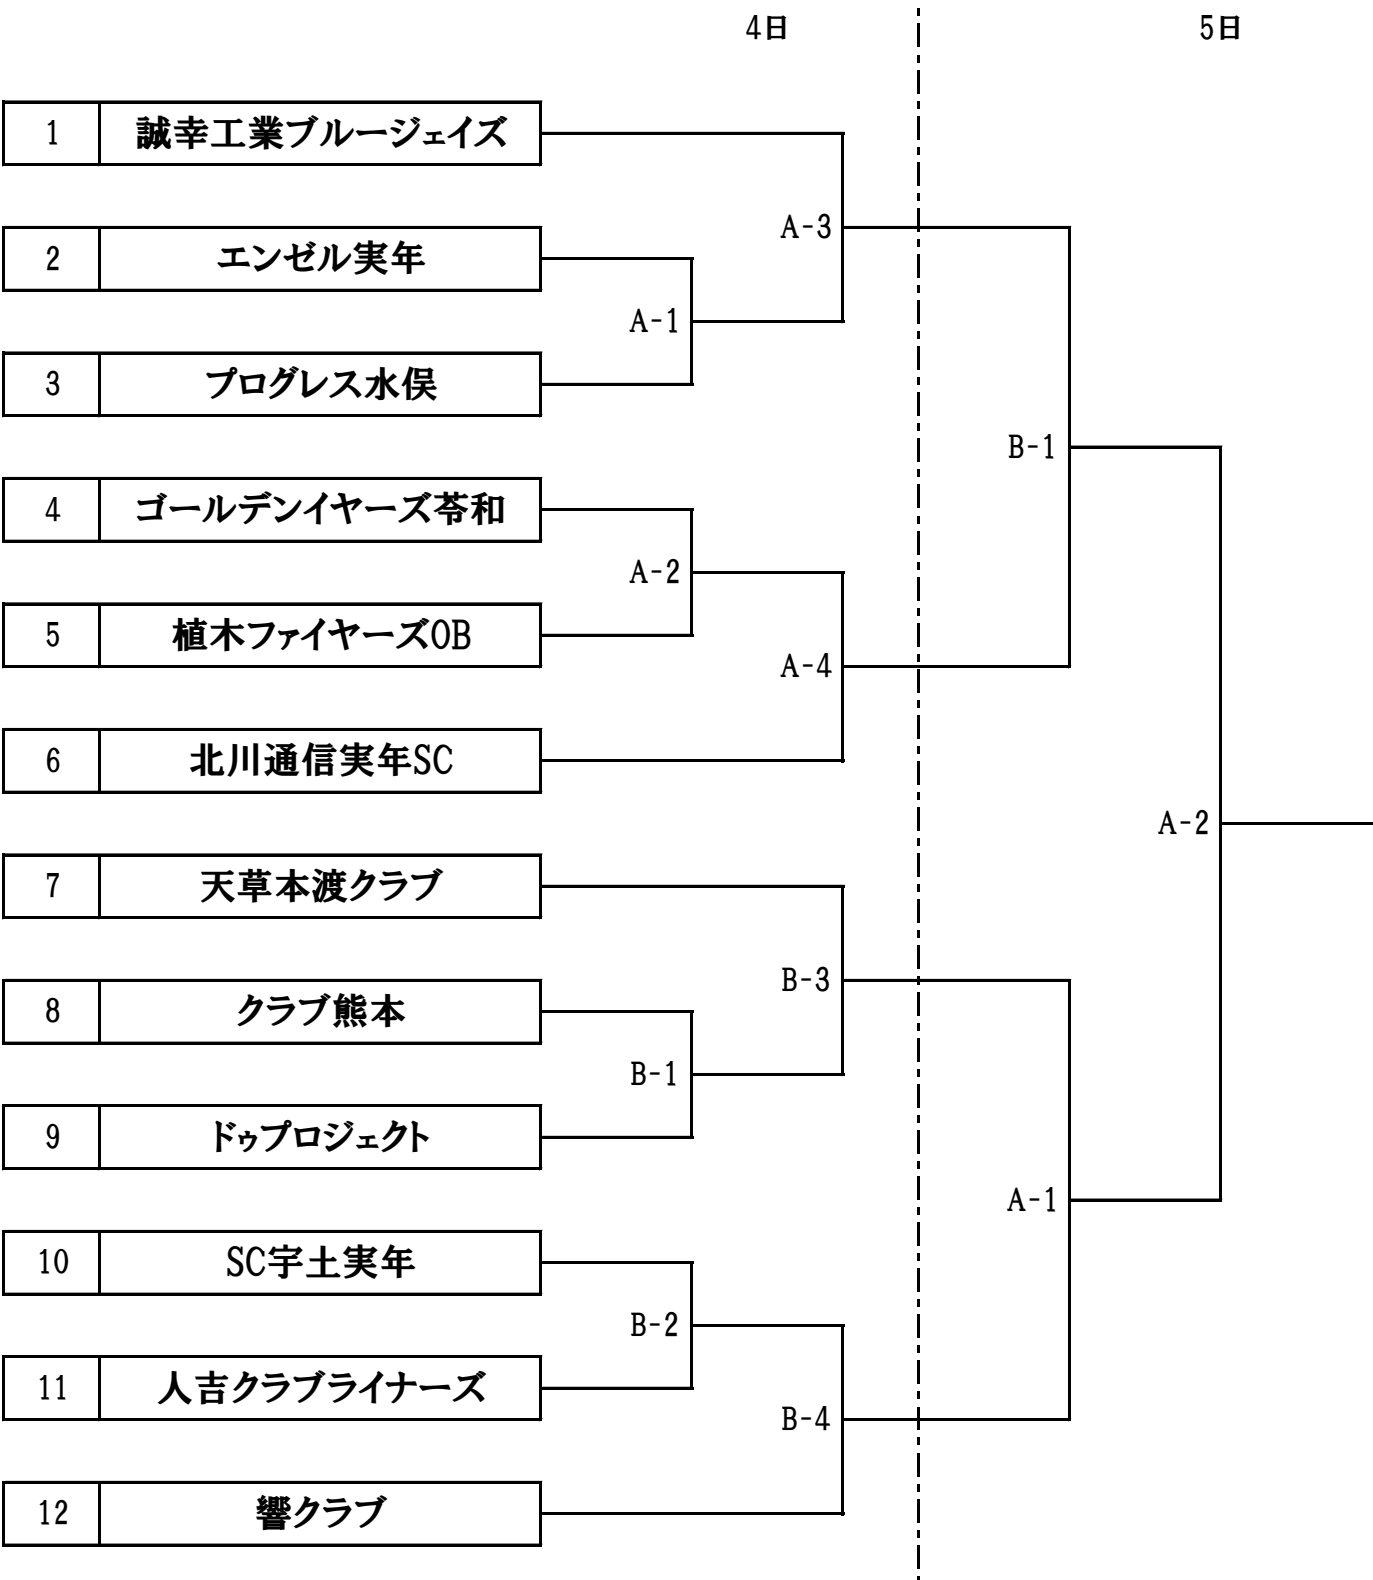 4日 5日
1 誠幸工業ブルージェイズ
A-3
2 エンゼル実年
A-1
3 プログレス水俣
B-1
4 ゴールデンイヤーズ苓和
A-2
5 植木ファイヤーズOB
A-4
6 北川通信実年SC
A-2
7 天草本渡クラブ
B-3
8 クラブ熊本
B-1
9 ドゥプロジェクト
A-1
10 SC宇土実年
B-2
11 人吉クラブライナーズ
B-4
12 響クラブ